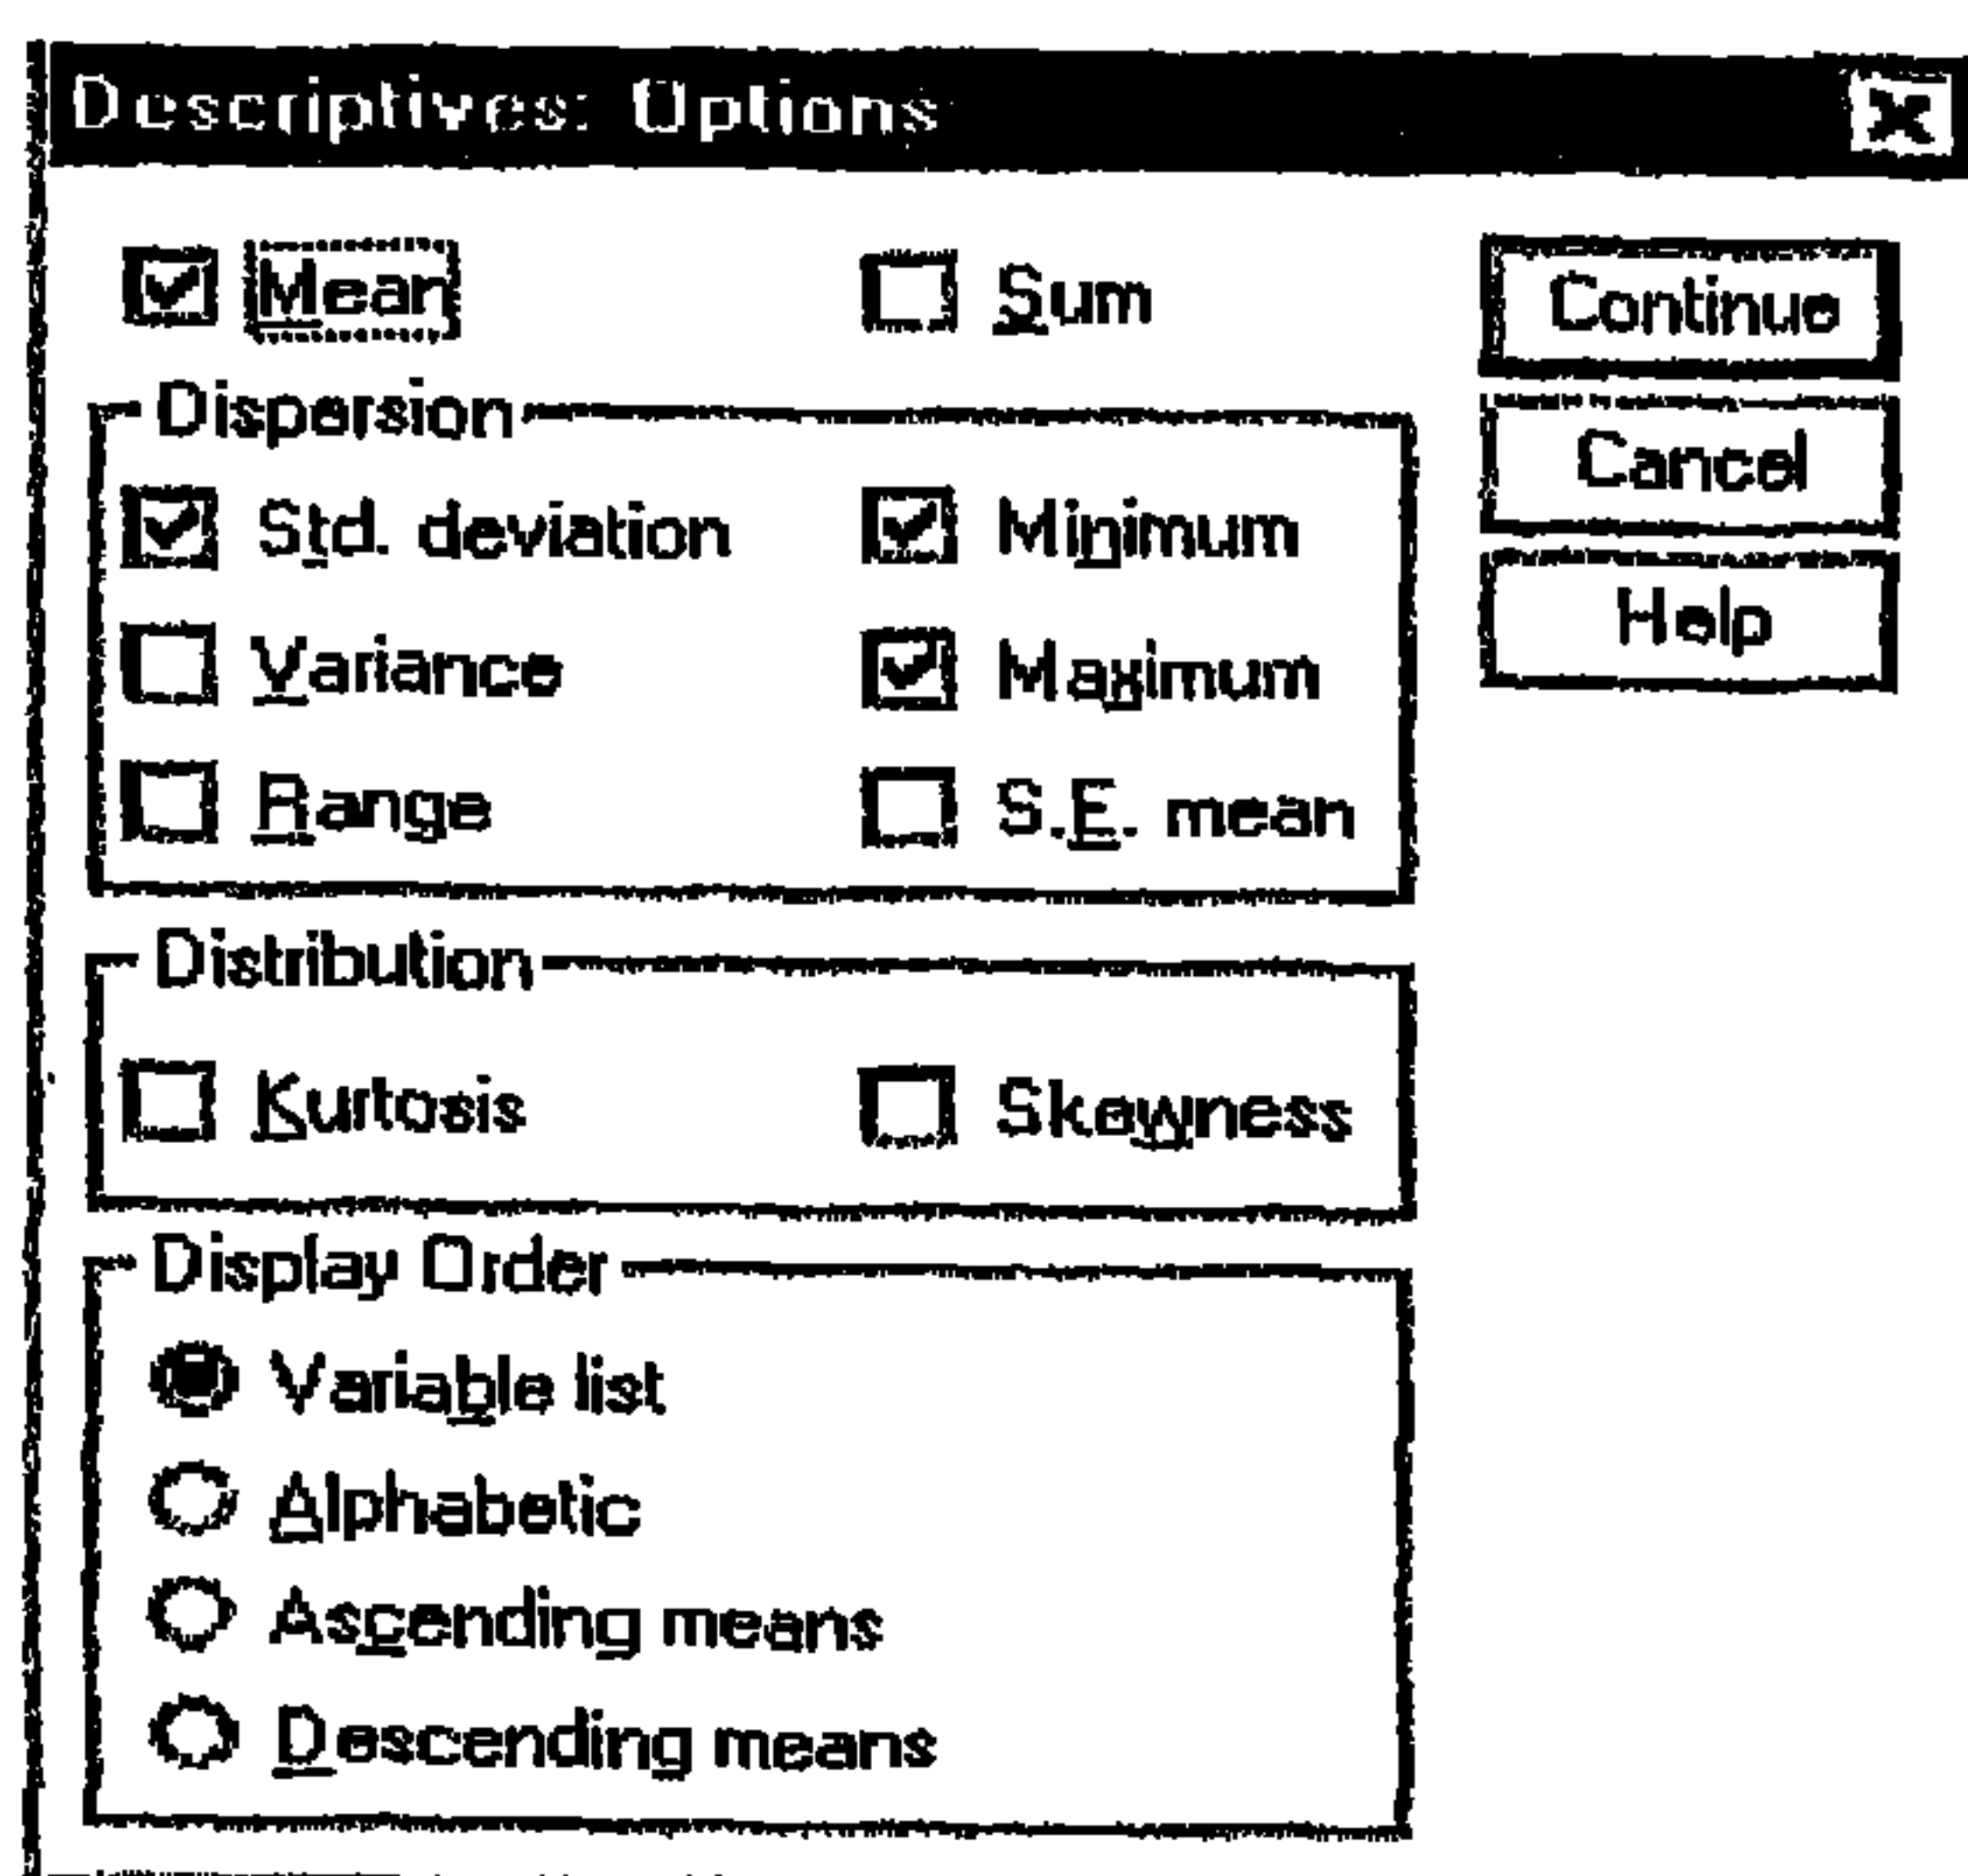 Descriptives: Options
Mean Sum Continue
Dispersion
Cancel
Std. deviation Minimum
Help
Variance Maximum
Range S.E. mean
Distribution
Kurtosis Skewness
Display Order
Variable list
Alphabetic
Ascending means
Descending means